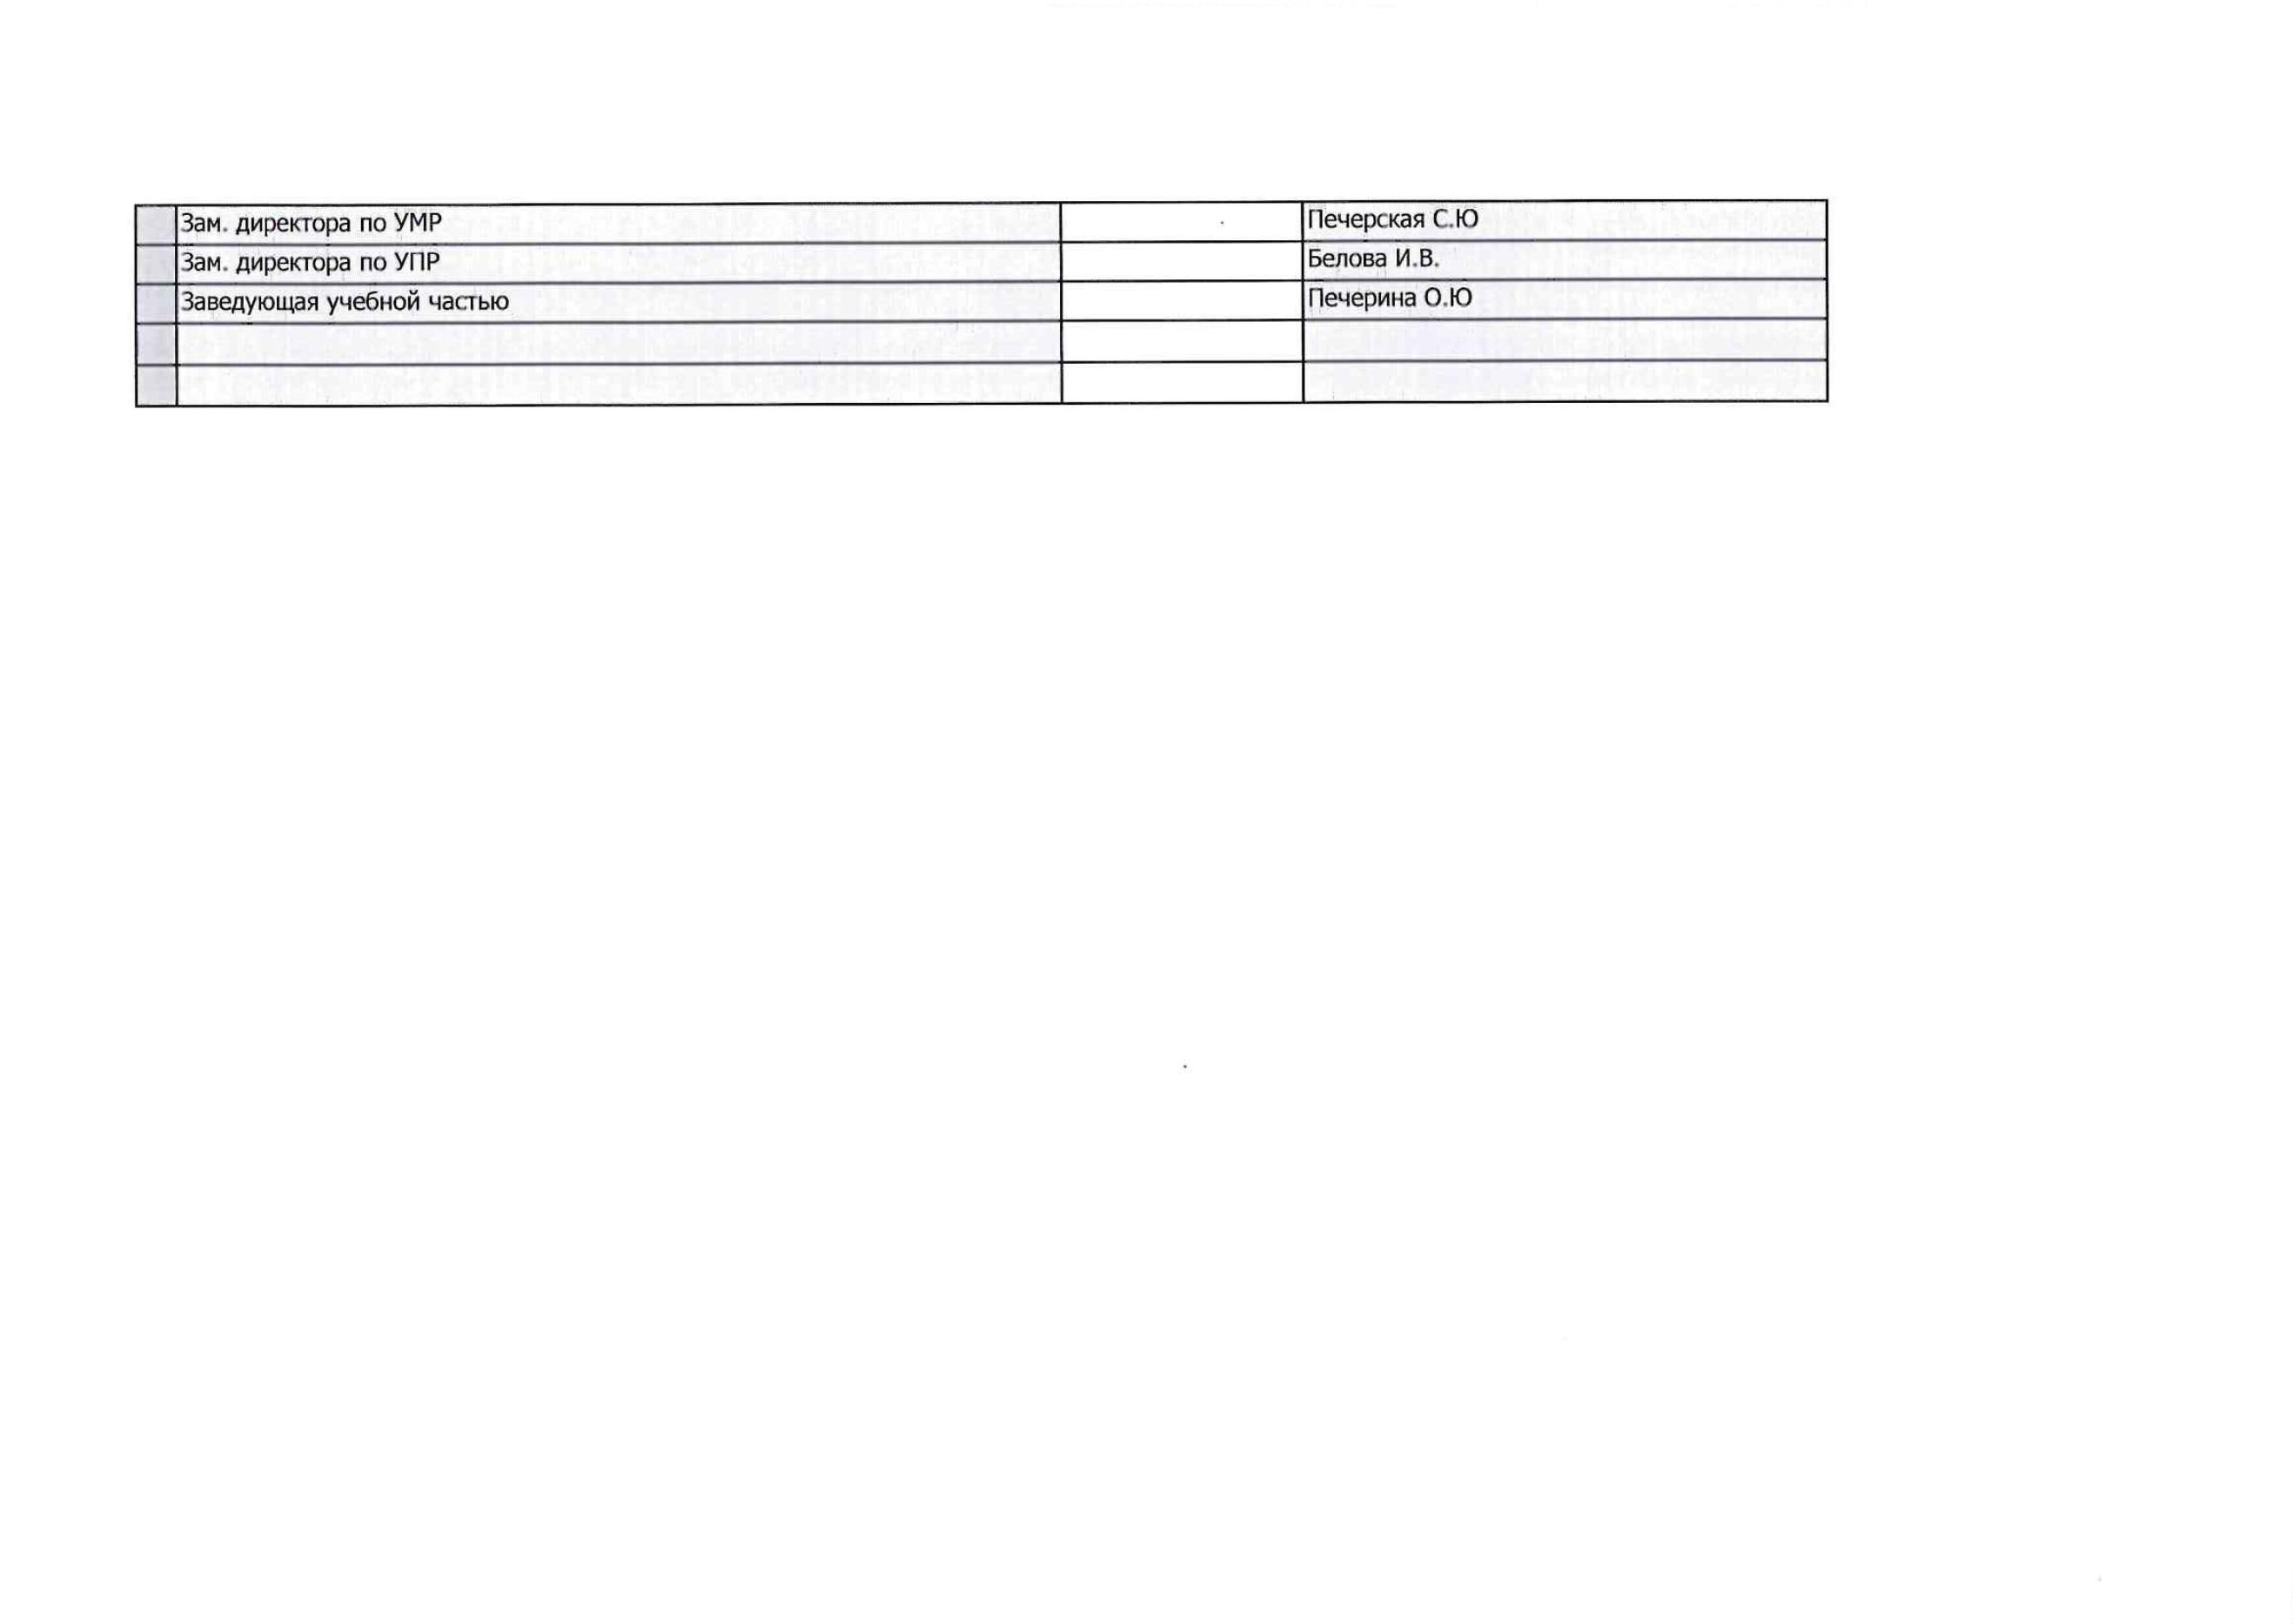 Зам. директора по УМР Печерская С.Ю
Зам. директора по УПР Белова И.В.
Заведующая учебной частью Печерина О.Ю